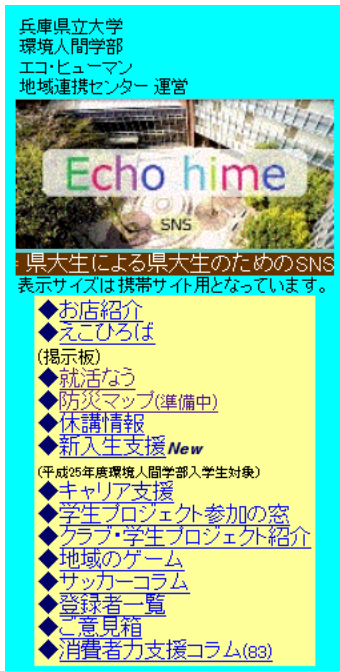 兵庫県立大学
環境人間学部
エコ・ヒューマン
地域連携センター 運営
Echo hime
SNS
県大生による県大生のためのSNS
表示サイズは携帯サイト用となっています。
◆お店紹介
◆えこひろば
(掲示板)
◆就活なう
◆防災マップ(準備中)
◆休講情報
◆新入生支援New
(平成25年度環境人間学部入学生対象)
◆キャリア支援
◆学生プロジェクト参加の窓
◆クラブ・学生プロジェクト紹介
◆地域のゲーム
◆サッカーコラム
◆登録者一覧
◆ご意見箱
◆消費者力支援コラム(83)